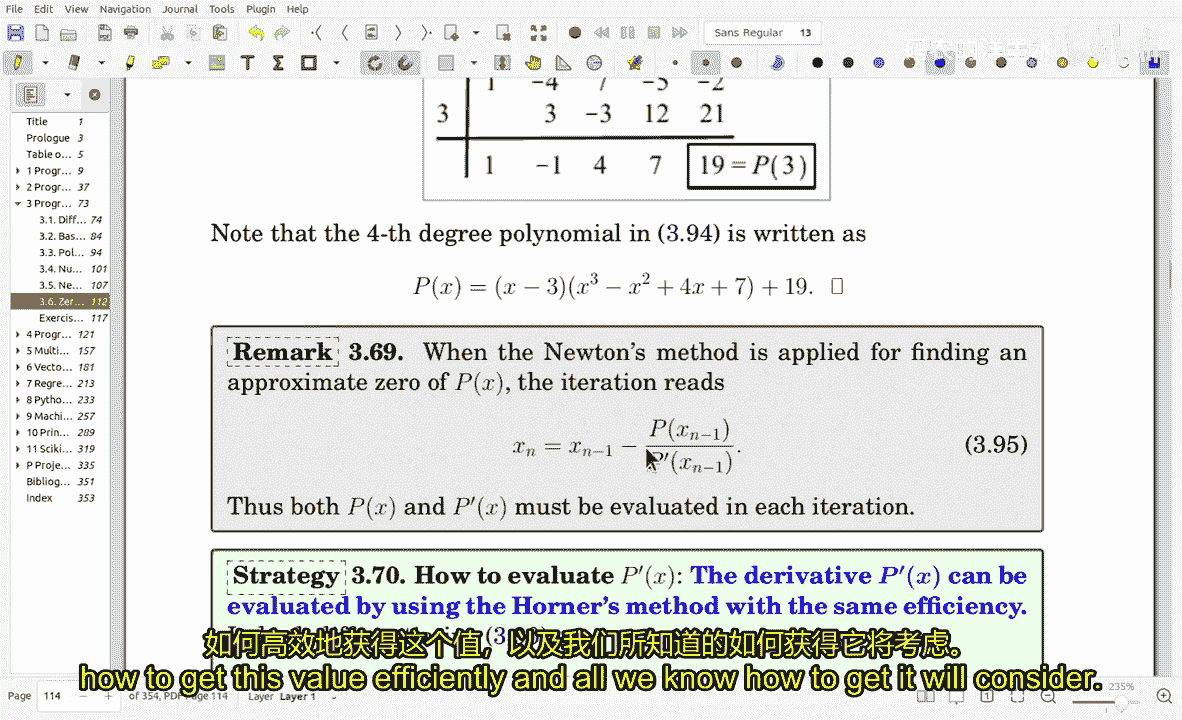 File Edit View Navigation Journal Tools Plugin Help
Sans Regular 13
Title 1
Prologue 3
Table o... 5
1 Progr... 9
2 Progr... 37
3 Progr... 73
3.1. Diff... 74
3.2. Bas... 84
3.3. Pol... 94
3.4. Nu... 101
3.5. Ne... 107
3.6. Zer... 112
Exercis... 117
4 Progr... 121
5 Multi... 157
6 Vecto... 181
7 Regre... 213
8 Pytho... 233
9 Machi... 257
10 Prin... 289
11 Sciki... 319
P Proje... 335
Bibliog... 351
Index 353
1 −4 7 −5 −2
3 3 −3 12 21
1 −1 4 7 19 = P(3)
Note that the 4-th degree polynomial in (3.94) is written as
P(x) = (x − 3)(x³ − x² + 4x + 7) + 19. □
Remark 3.69. When the Newton's method is applied for finding an
approximate zero of P(x), the iteration reads
xₙ = xₙ₋₁ − P(xₙ₋₁) / P′(xₙ₋₁). (3.95)
Thus both P(x) and P′(x) must be evaluated in each iteration.
Strategy 3.70. How to evaluate P′(x): The derivative P′(x) can be
evaluated by using the Horner's method with the same efficiency.
如何高效地获得这个值，以及我们所知道的如何获得它将考虑。
how to get this value efficiently and all we know how to get it will consider.
Page 114 of 354, PDF Page 114 Layer Layer 1
235%